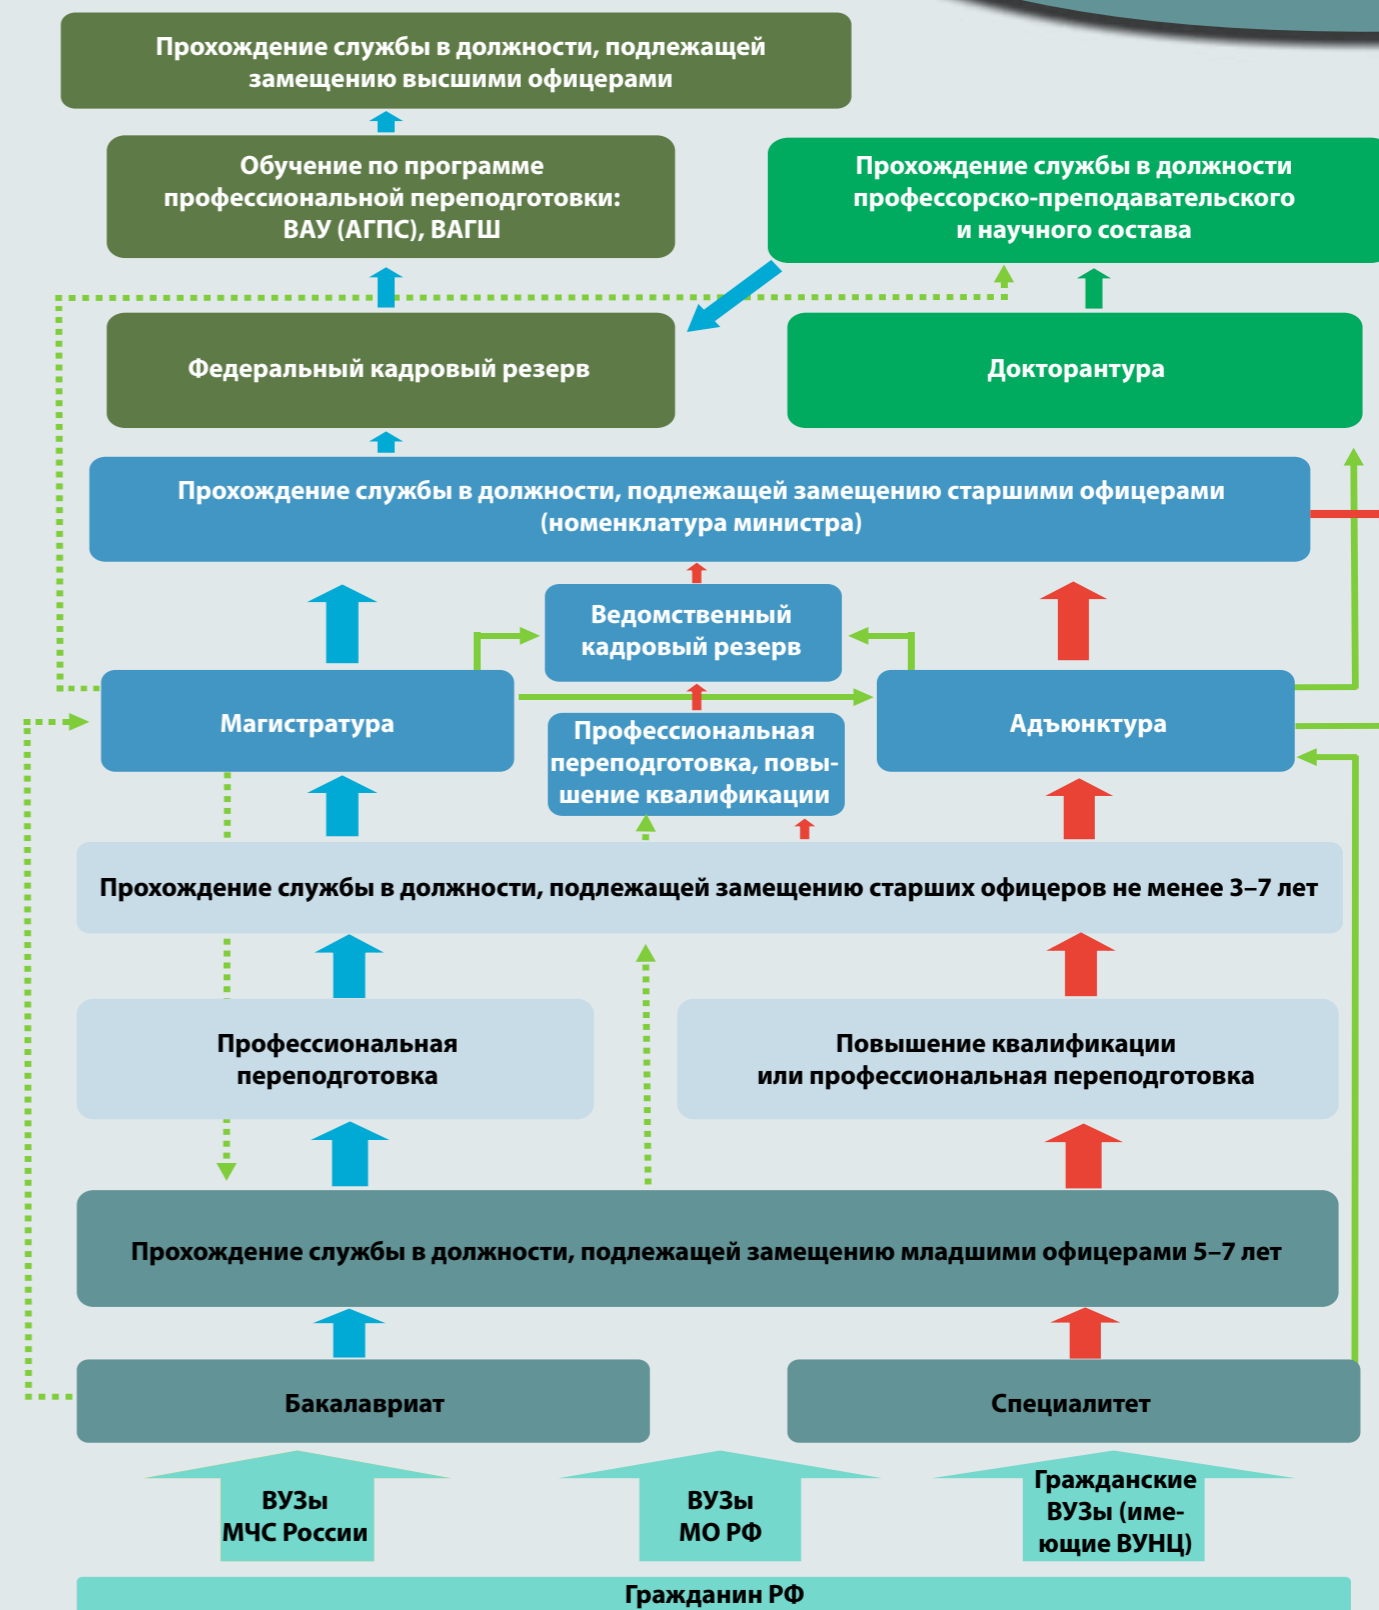 Прохождение службы в должности, подлежащей
замещению высшими офицерами
Обучение по программе
профессиональной переподготовки:
ВАУ (АГПС), ВАГШ
Прохождение службы в должности
профессорско-преподавательского
и научного состава
Федеральный кадровый резерв
Докторантура
Прохождение службы в должности, подлежащей замещению старшими офицерами
(номенклатура министра)
Ведомственный
кадровый резерв
Магистратура
Профессиональная
переподготовка, повы-
шение квалификации
Адъюнктура
Прохождение службы в должности, подлежащей замещению старших офицеров не менее 3–7 лет
Профессиональная
переподготовка
Повышение квалификации
или профессиональная переподготовка
Прохождение службы в должности, подлежащей замещению младшими офицерами 5–7 лет
Бакалавриат
Специалитет
ВУЗы
МЧС России
ВУЗы
МО РФ
Гражданские
ВУЗы (име-
ющие ВУНЦ)
Гражданин РФ